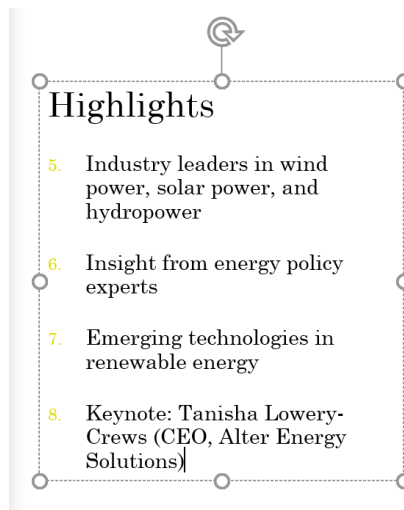 Highlights
5. Industry leaders in wind
power, solar power, and
hydropower
6. Insight from energy policy
experts
7. Emerging technologies in
renewable energy
8. Keynote: Tanisha Lowery-
Crews (CEO, Alter Energy
Solutions)